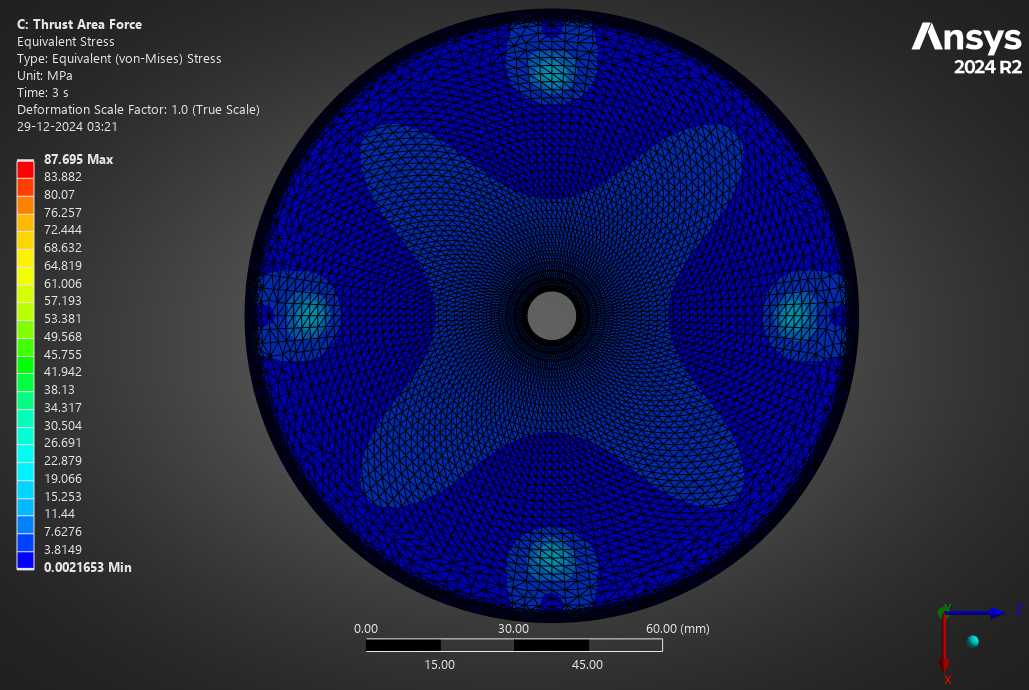 C: Thrust Area Force
Equivalent Stress
Type: Equivalent (von-Mises) Stress
Unit: MPa
Time: 3 s
Deformation Scale Factor: 1.0 (True Scale)
29-12-2024 03:21
Ansys
2024 R2
87.695 Max
83.882
80.07
76.257
72.444
68.632
64.819
61.006
57.193
53.381
49.568
45.755
41.942
38.13
34.317
30.504
26.691
22.879
19.066
15.253
11.44
7.6276
3.8149
0.0021653 Min
0.00 30.00 60.00 (mm)
15.00 45.00
Y Z
X